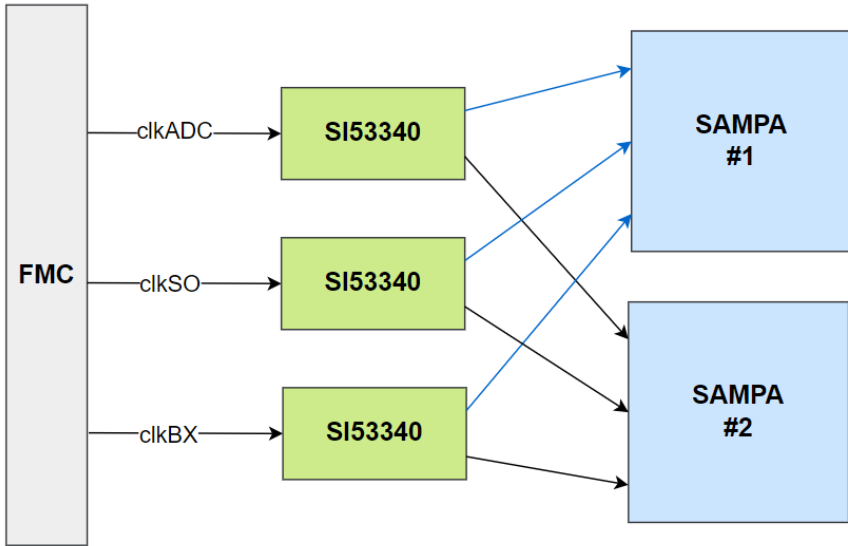 FMC
clkADC
clkSO
clkBX
SI53340
SI53340
SI53340
SAMPA
#1
SAMPA
#2